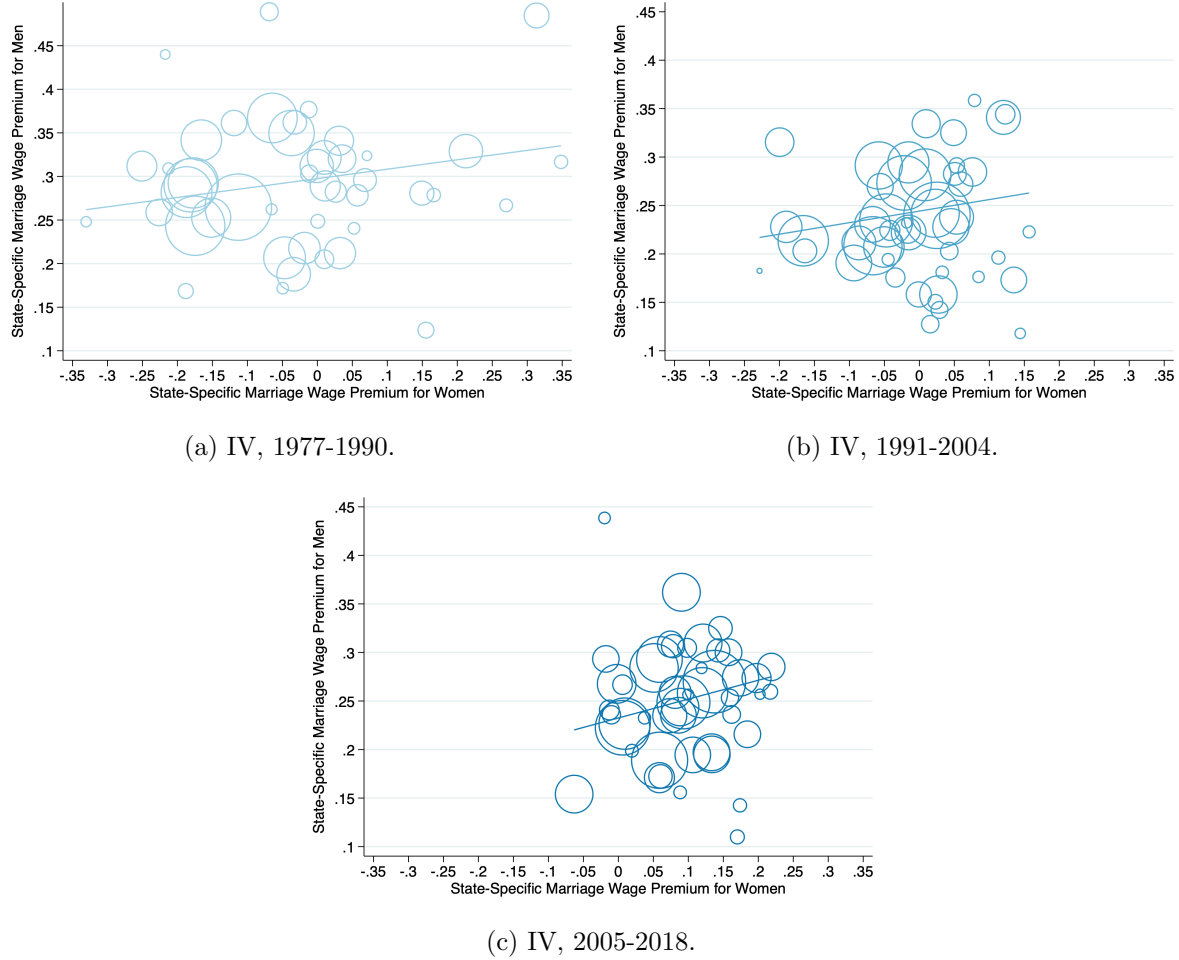 State-Specific Marriage Wage Premium for Men
.45
.4
.35
.3
.25
.2
.15
.1
-.35 -.3 -.25 -.2 -.15 -.1 -.05 0 .05 .1 .15 .2 .25 .3 .35
State-Specific Marriage Wage Premium for Women
(a) IV, 1977-1990.
State-Specific Marriage Wage Premium for Men
.45
.4
.35
.3
.25
.2
.15
.1
-.35 -.3 -.25 -.2 -.15 -.1 -.05 0 .05 .1 .15 .2 .25 .3 .35
State-Specific Marriage Wage Premium for Women
(b) IV, 1991-2004.
State-Specific Marriage Wage Premium for Men
.45
.4
.35
.3
.25
.2
.15
.1
-.35 -.3 -.25 -.2 -.15 -.1 -.05 0 .05 .1 .15 .2 .25 .3 .35
State-Specific Marriage Wage Premium for Women
(c) IV, 2005-2018.